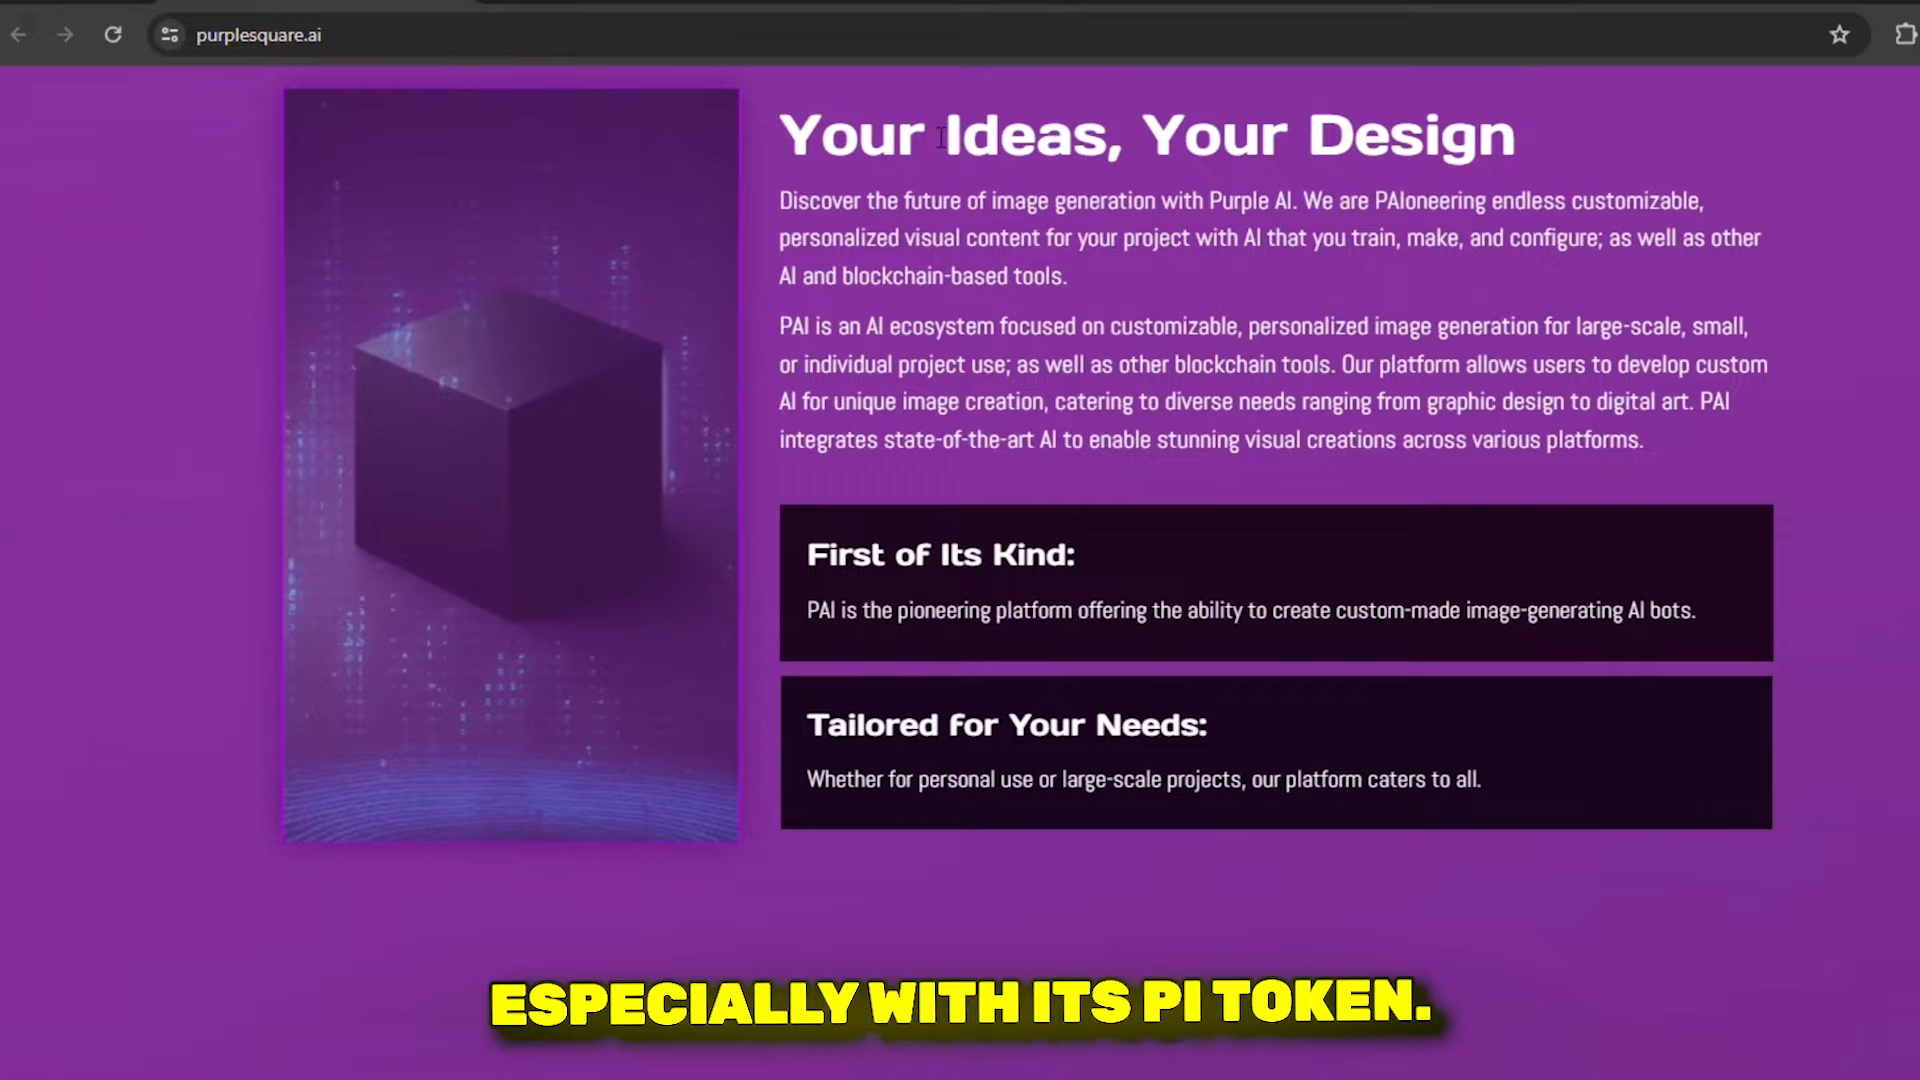 purplesquare.ai
Your Ideas, Your Design
Discover the future of image generation with Purple AI. We are PAIoneering endless customizable,
personalized visual content for your project with AI that you train, make, and configure; as well as other
AI and blockchain-based tools.
PAI is an AI ecosystem focused on customizable, personalized image generation for large-scale, small,
or individual project use; as well as other blockchain tools. Our platform allows users to develop custom
AI for unique image creation, catering to diverse needs ranging from graphic design to digital art. PAI
integrates state-of-the-art AI to enable stunning visual creations across various platforms.
First of Its Kind:
PAI is the pioneering platform offering the ability to create custom-made image-generating AI bots.
Tailored for Your Needs:
Whether for personal use or large-scale projects, our platform caters to all.
ESPECIALLY WITH ITS PI TOKEN.